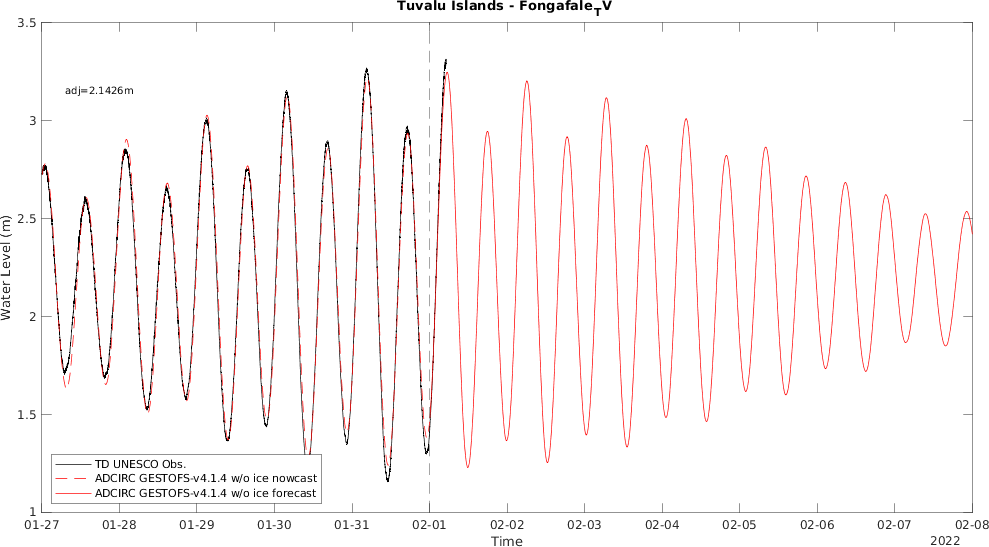 Tuvalu Islands - Fongafale_TV
adj=2.1426m
Water Level (m)
3.5
3
2.5
2
1.5
1
TD UNESCO Obs.
ADCIRC GESTOFS-v4.1.4 w/o ice nowcast
ADCIRC GESTOFS-v4.1.4 w/o ice forecast
01-27 01-28 01-29 01-30 01-31 02-01 02-02 02-03 02-04 02-05 02-06 02-07 02-08
Time
2022